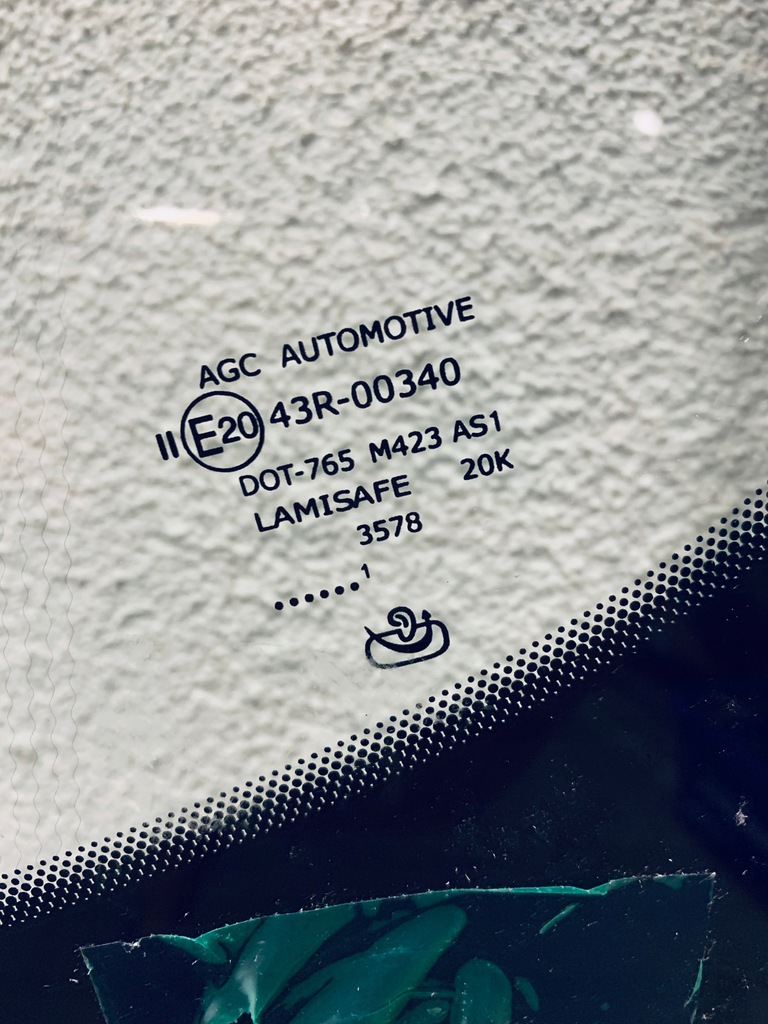 AGC AUTOMOTIVE
II E20 43R-00340
DOT-765 M423 AS1
LAMISAFE 20K
3578
......1